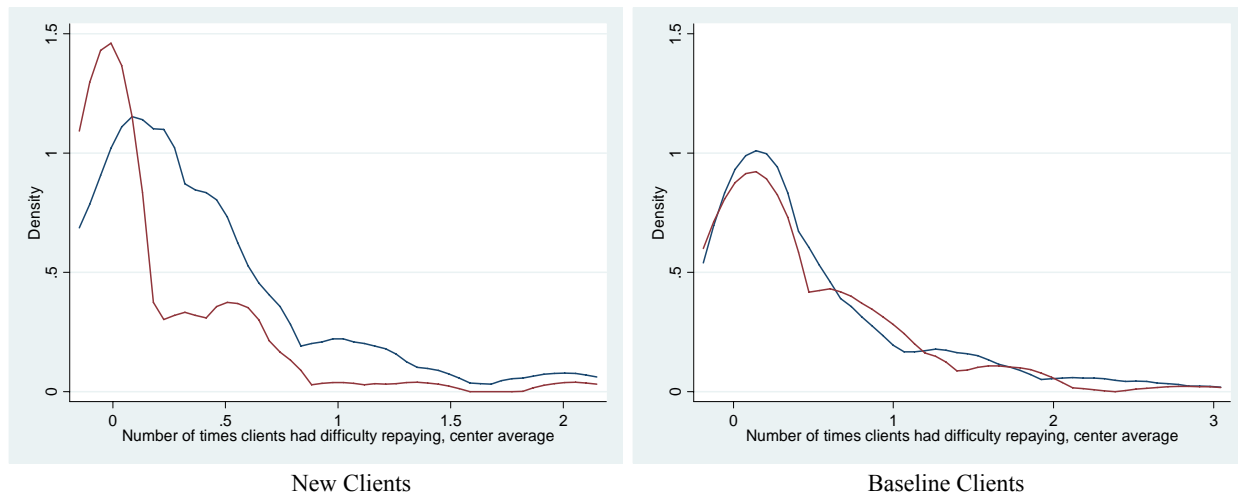 1.5
1
.5
0
Density
0 .5 1 1.5 2
Number of times clients had difficulty repaying, center average
New Clients
1.5
1
.5
0
Density
0 1 2 3
Number of times clients had difficulty repaying, center average
Baseline Clients